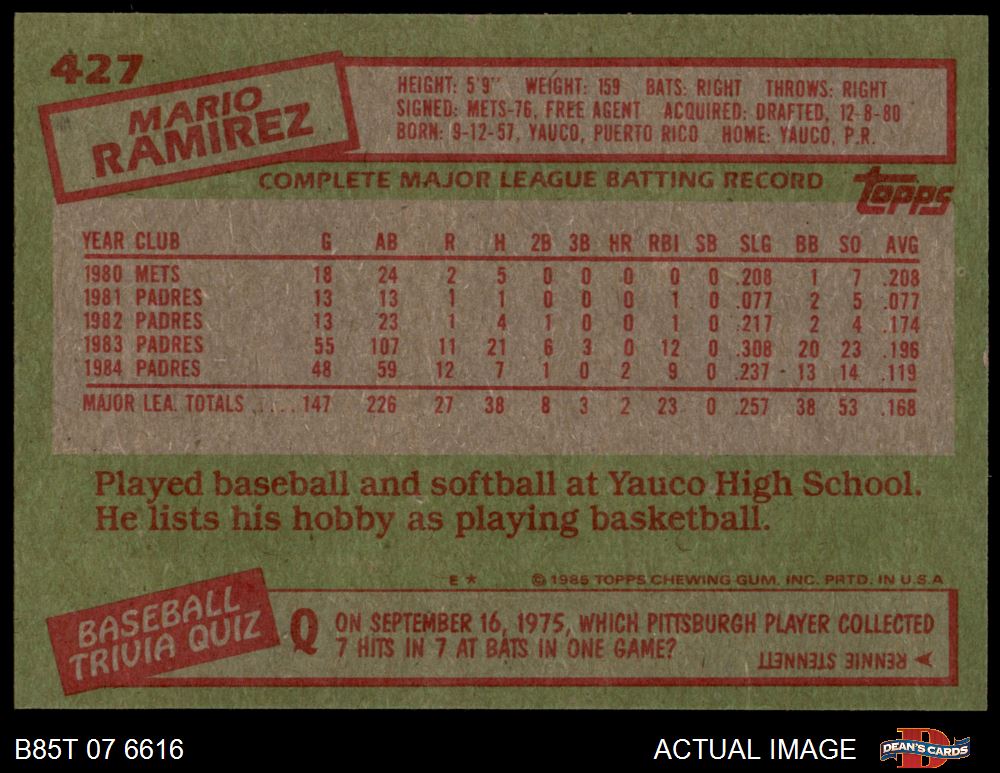 427
MARIO
RAMIREZ
HEIGHT: 5'9" WEIGHT: 159 BATS: RIGHT THROWS: RIGHT
SIGNED: METS-76, FREE AGENT ACQUIRED: DRAFTED, 12-8-80
BORN: 9-12-57, YAUCO, PUERTO RICO HOME: YAUCO, P.R.
COMPLETE MAJOR LEAGUE BATTING RECORD
topps
YEAR CLUB G AB R H 2B 3B HR RBI SB SLG BB SO AVG
1980 METS 18 24 2 5 0 0 0 0 0 .208 1 7 .208
1981 PADRES 13 13 1 1 0 0 0 1 0 .077 2 5 .077
1982 PADRES 13 23 1 4 1 0 0 1 0 .217 2 4 .174
1983 PADRES 55 107 11 21 6 3 0 12 0 .308 20 23 .196
1984 PADRES 48 59 12 7 1 0 2 9 0 .237 13 14 .119
MAJOR LEA. TOTALS .... 147 226 27 38 8 3 2 23 0 .257 38 53 .168
Played baseball and softball at Yauco High School.
He lists his hobby as playing basketball.
E * © 1985 TOPPS CHEWING GUM, INC. PRTD. IN U.S.A.
BASEBALL
TRIVIA QUIZ
Q ON SEPTEMBER 16, 1975, WHICH PITTSBURGH PLAYER COLLECTED
7 HITS IN 7 AT BATS IN ONE GAME?
RENNIE STENNETT
B85T 07 6616
ACTUAL IMAGE
DEAN'S CARDS